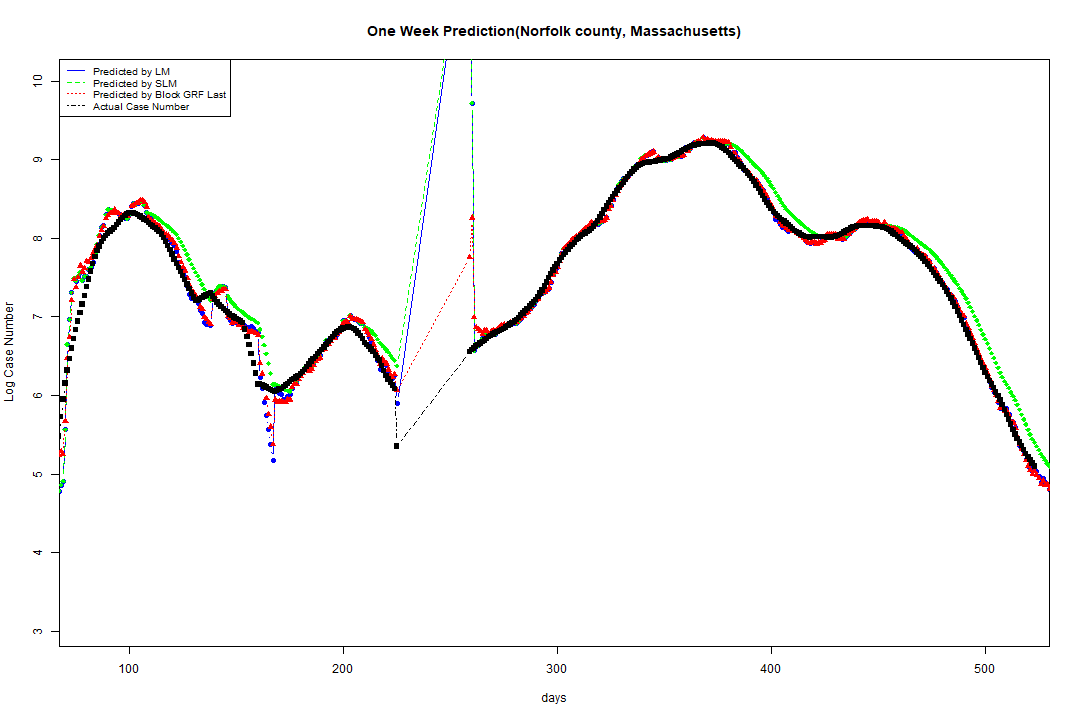 One Week Prediction(Norfolk county, Massachusetts)
Predicted by LM
Predicted by SLM
Predicted by Block GRF Last
Actual Case Number
Log Case Number
10
9
8
7
6
5
4
3
100 200 300 400 500
days